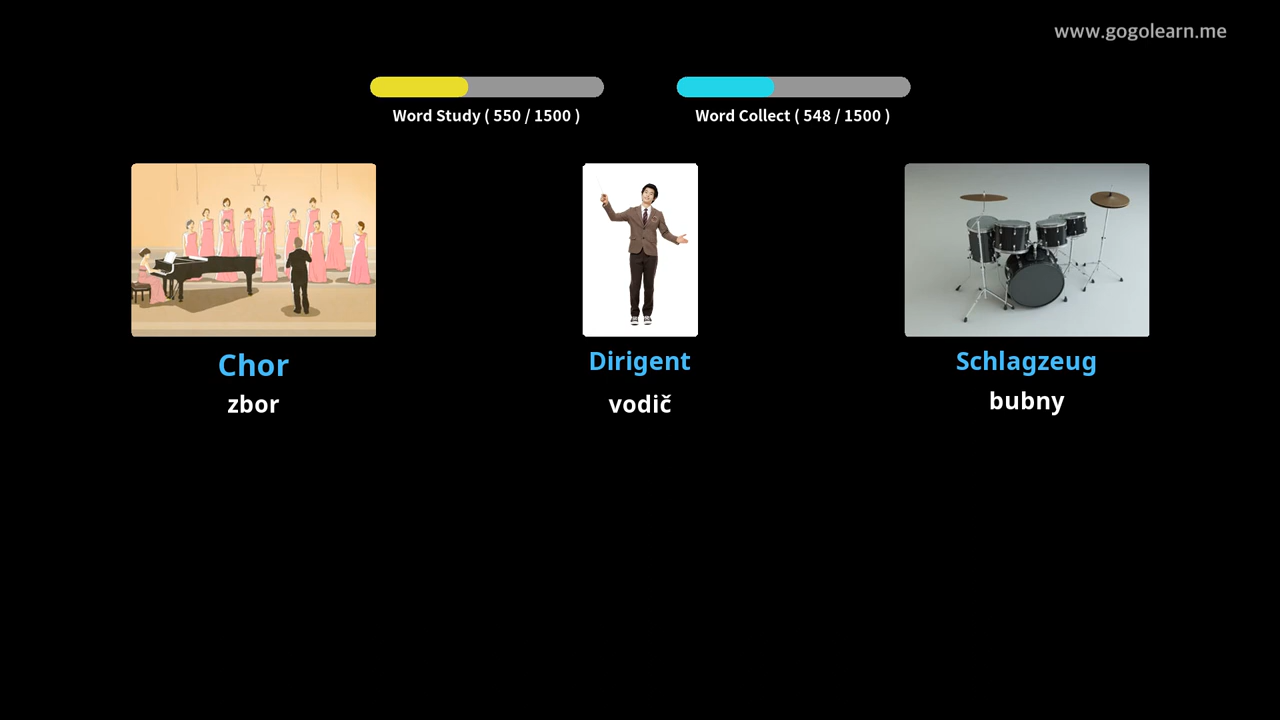 www.gogolearn.me
Word Study ( 550 / 1500 )
Word Collect ( 548 / 1500 )
Chor
Dirigent
Schlagzeug
zbor
vodič
bubny